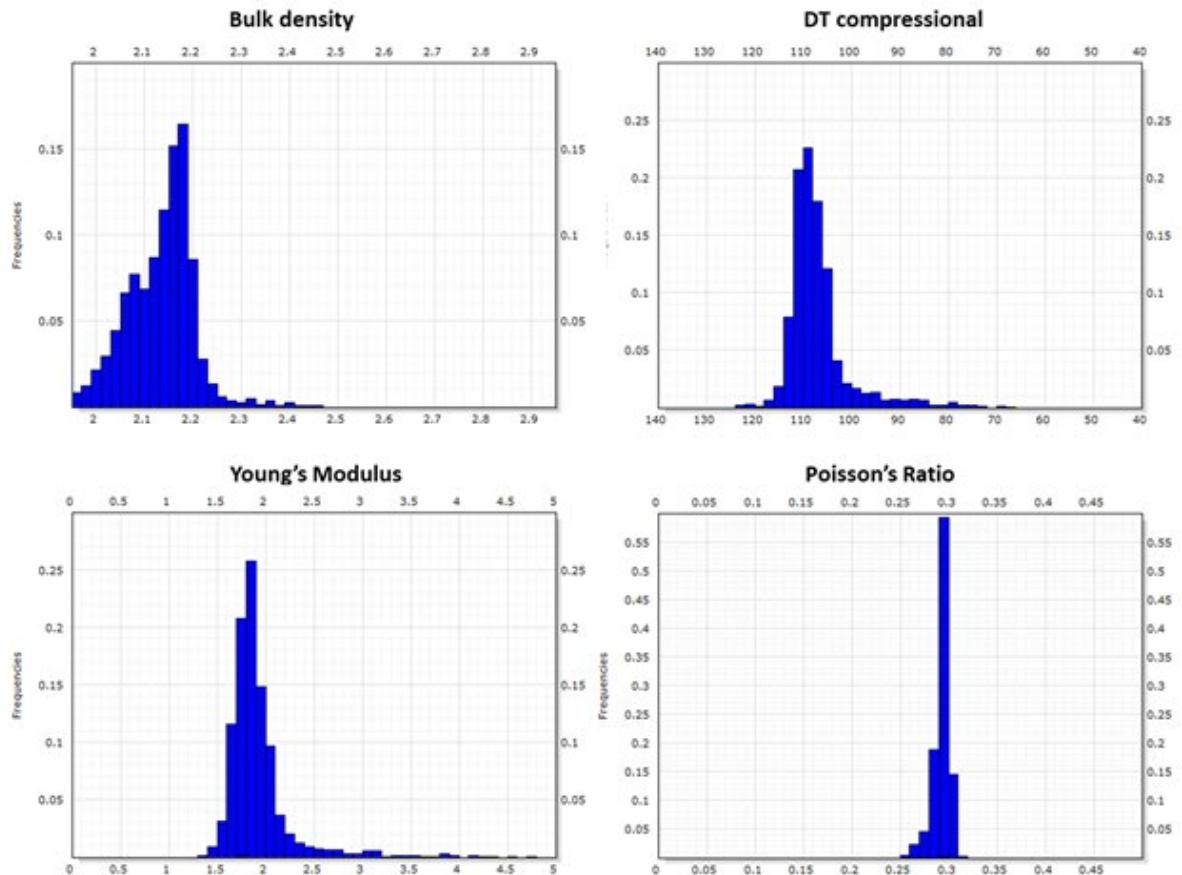 Bulk density
2 2.1 2.2 2.3 2.4 2.5 2.6 2.7 2.8 2.9
0.15 0.15
0.1 0.1
0.05 0.05
Frequencies
2 2.1 2.2 2.3 2.4 2.5 2.6 2.7 2.8 2.9
DT compressional
140 130 120 110 100 90 80 70 60 50 40
0.25 0.25
0.2 0.2
0.15 0.15
0.1 0.1
0.05 0.05
140 130 120 110 100 90 80 70 60 50 40
Young's Modulus
0 0.5 1 1.5 2 2.5 3 3.5 4 4.5 5
0.25 0.25
0.2 0.2
0.15 0.15
0.1 0.1
0.05 0.05
Frequencies
0 0.5 1 1.5 2 2.5 3 3.5 4 4.5 5
Poisson's Ratio
0 0.05 0.1 0.15 0.2 0.25 0.3 0.35 0.4 0.45
0.55 0.55
0.5 0.5
0.45 0.45
0.4 0.4
0.35 0.35
0.3 0.3
0.25 0.25
0.2 0.2
0.15 0.15
0.1 0.1
0.05 0.05
Frequencies
0 0.05 0.1 0.15 0.2 0.25 0.3 0.35 0.4 0.45